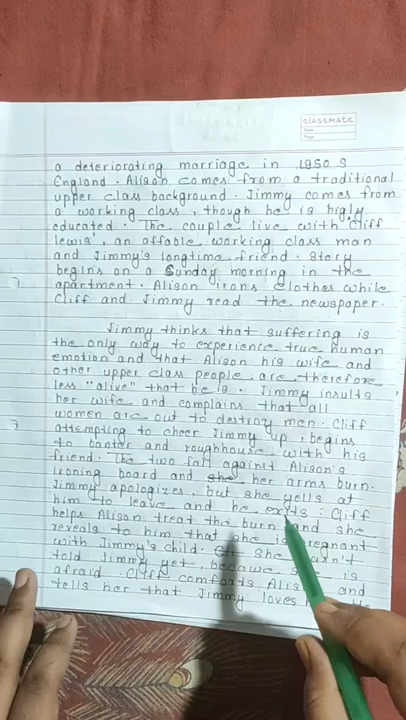 CLASSMATE
Date
Page
a deteriorating marriage in 1950 S
England. Alison comes from a traditional
upper class background. Jimmy comes from
a working class, though he is higly
educated. The couple live with cliff
lewis, an affable working class man
and Jimmy's longtime friend. Story
begins on a Sunday morning in the
apartment. Alison irons clothes while
Cliff and Jimmy read the newspaper.
Jimmy thinks that suffering is
the only way to experience true human
emotion and that Alison his wife and
other upper class people are therefore
less "alive" that he is. Jimmy insults
her wife and complains that all
women are out to destroy men. Cliff
attempting to cheer Jimmy up, begins
to banter and roughhouse with his
friend. The two fall against Alison's
ironing board and she her arms burn.
Jimmy apologizes, but she yells at
him to leave and he exits. Cliff
helps Alison treat the burn and she
reveals to him that she is pregnant
with Jimmy's child. she hasn't
told Jimmy yet, because is
afraid. Cliff comforts Alison and
tells her that Jimmy loves